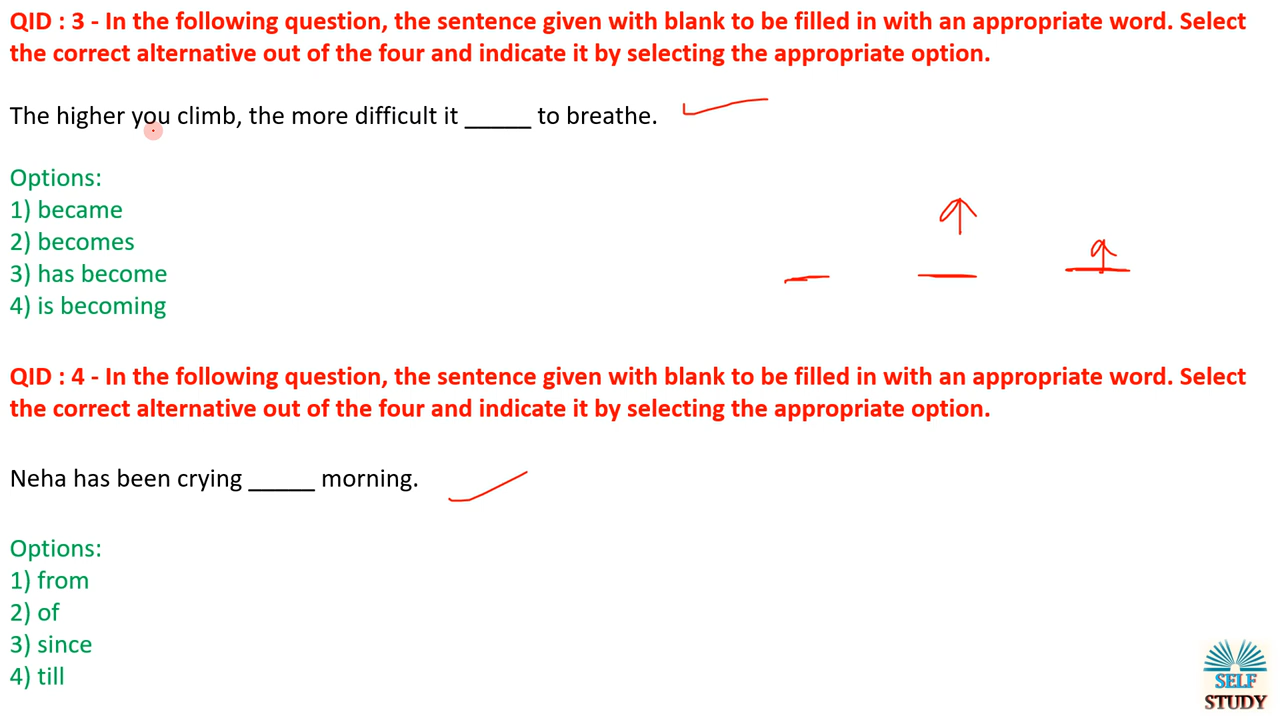 QID : 3 - In the following question, the sentence given with blank to be filled in with an appropriate word. Select
the correct alternative out of the four and indicate it by selecting the appropriate option.
The higher you climb, the more difficult it _____ to breathe.
Options:
1) became
2) becomes
3) has become
4) is becoming
QID : 4 - In the following question, the sentence given with blank to be filled in with an appropriate word. Select
the correct alternative out of the four and indicate it by selecting the appropriate option.
Neha has been crying _____ morning.
Options:
1) from
2) of
3) since
4) till
SELF
STUDY